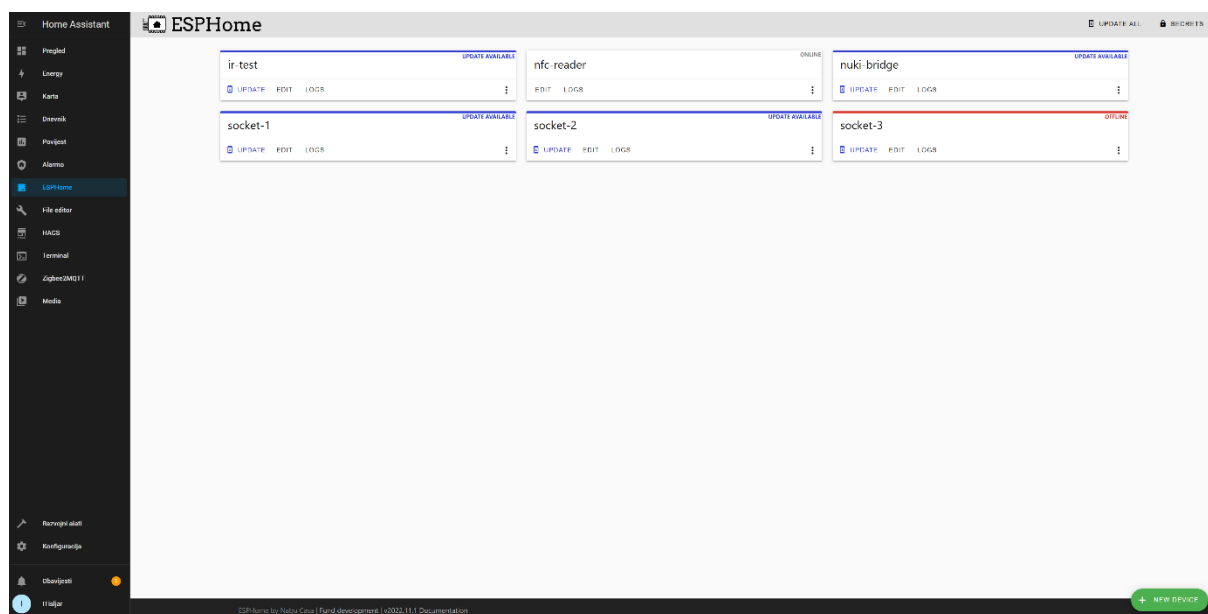 Home Assistant
ESPHome
UPDATE ALL
SECRETS
Pregled
Energy
Karta
Dnevnik
Povijest
Alarmo
ESPHome
File editor
HACS
Terminal
Zigbee2MQTT
Media
Razvojni alati
Konfiguracija
Obavijesti
ITisljar
UPDATE AVAILABLE
ir-test
UPDATE EDIT LOGS
ONLINE
nfc-reader
EDIT LOGS
UPDATE AVAILABLE
nuki-bridge
UPDATE EDIT LOGS
UPDATE AVAILABLE
socket-1
UPDATE EDIT LOGS
UPDATE AVAILABLE
socket-2
UPDATE EDIT LOGS
OFFLINE
socket-3
UPDATE EDIT LOGS
ESPHome by Nabu Casa | Fund development | v2022.11.1 Documentation
+ NEW DEVICE